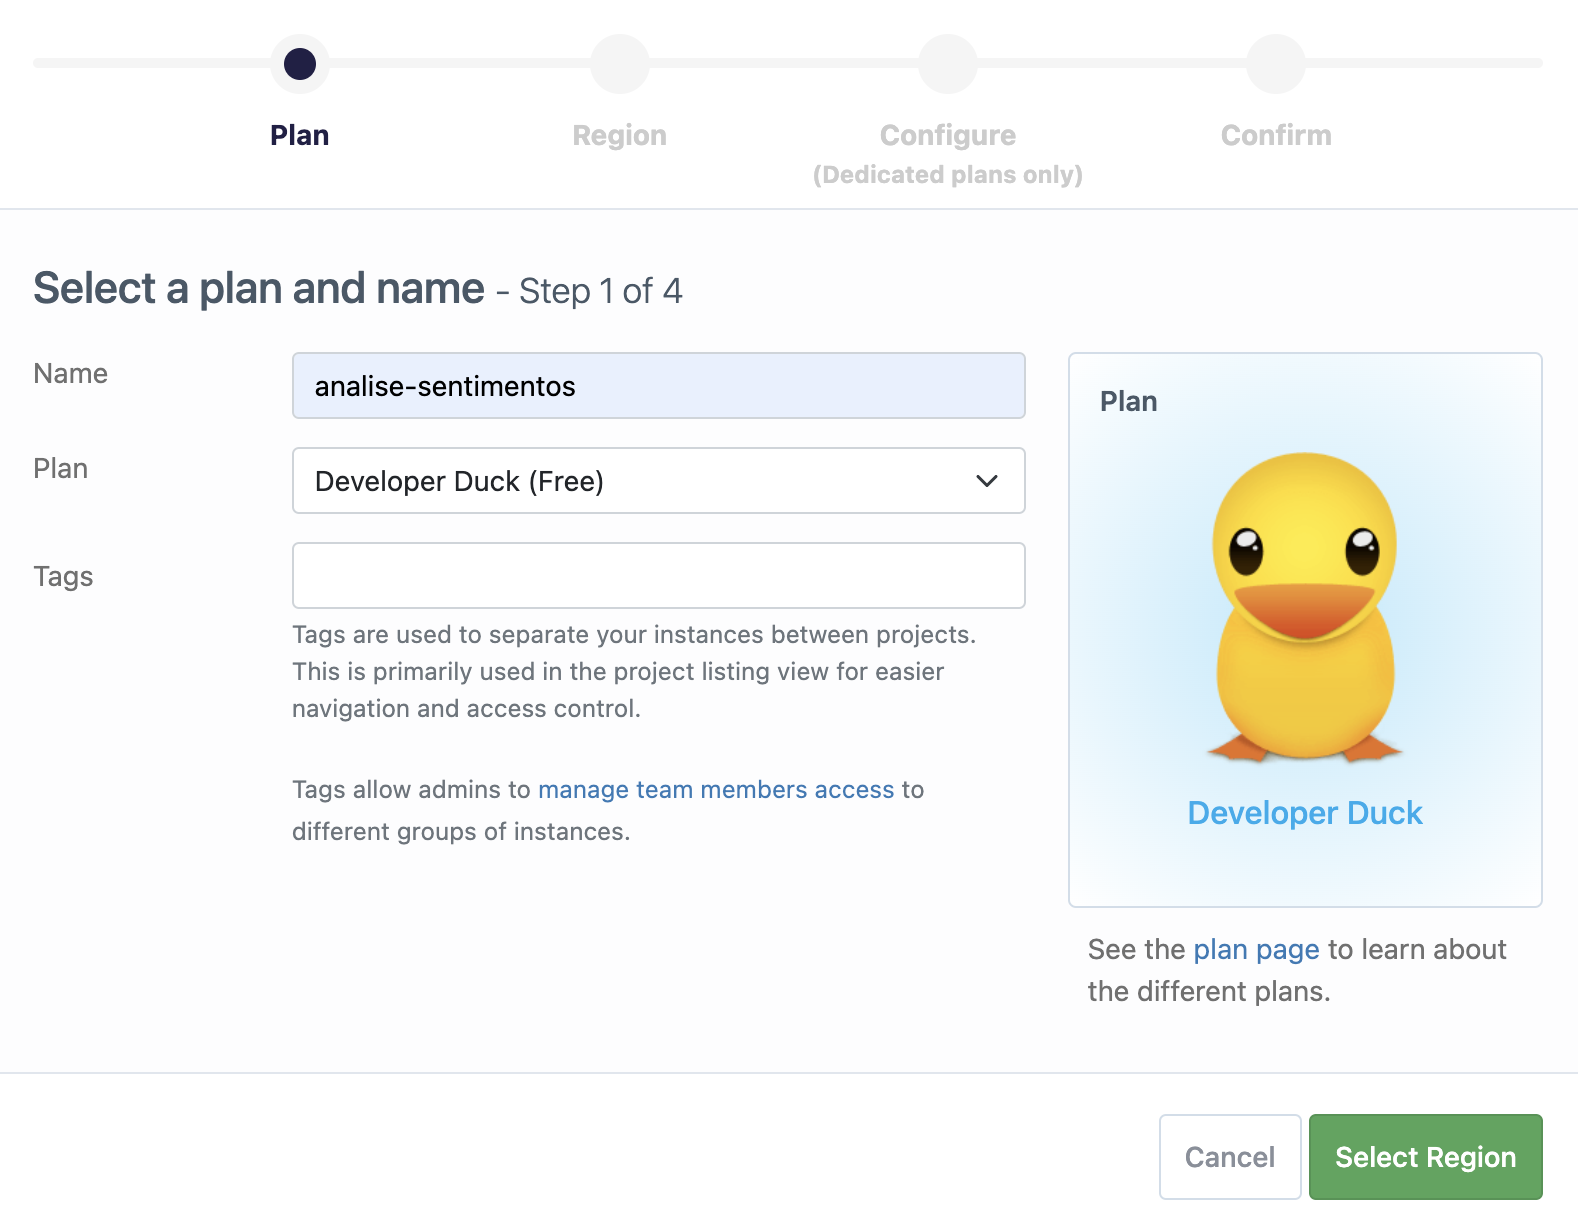 Plan
Region
Configure
(Dedicated plans only)
Confirm
Select a plan and name - Step 1 of 4
Name
analise-sentimentos
Plan
Developer Duck (Free)
Tags
Tags are used to separate your instances between projects.
This is primarily used in the project listing view for easier
navigation and access control.
Tags allow admins to manage team members access to
different groups of instances.
Plan
Developer Duck
See the plan page to learn about
the different plans.
Cancel
Select Region